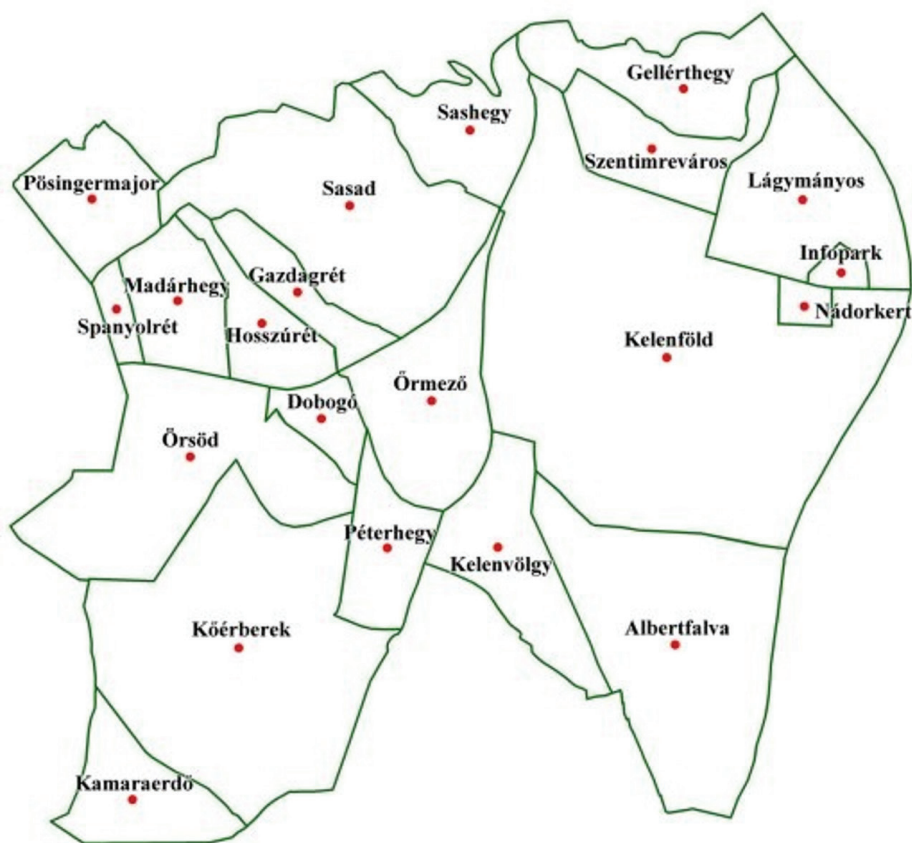 Gellérthegy
Sashegy
Szentimreváros
Pösingermajor
Sasad
Lágymányos
Infopark
Gazdagrét
Madárhegy
Nádorkert
Spanyolrét
Hosszúrét
Kelenföld
Őrmező
Dobogó
Őrsöd
Péterhegy
Kelenvölgy
Kőérberek
Albertfalva
Kamaraerdő